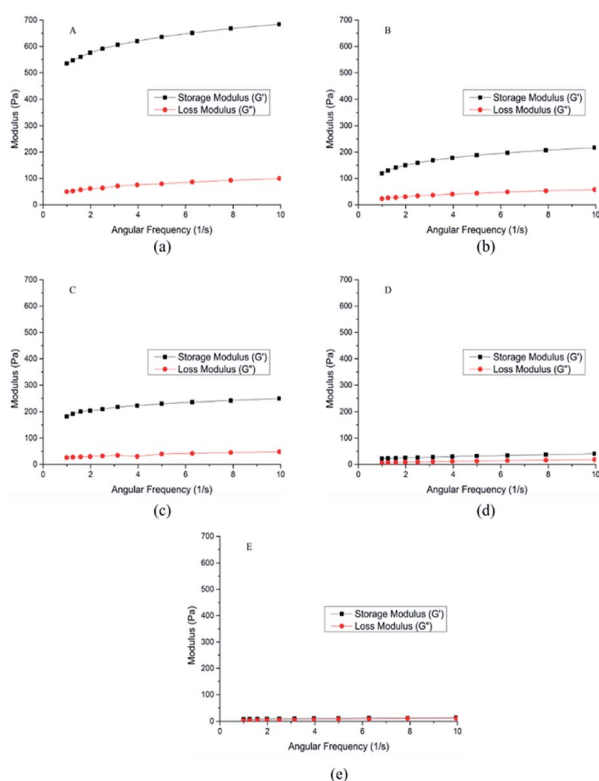 A
700
600
500
400
300
200
100
0
Modulus (Pa)
Storage Modulus (G')
Loss Modulus (G")
0 2 4 6 8 10
Angular Frequency (1/s)
(a)
B
700
600
500
400
300
200
100
0
Modulus (Pa)
Storage Modulus (G')
Loss Modulus (G")
0 2 4 6 8 10
Angular Frequency (1/s)
(b)
C
700
600
500
400
300
200
100
0
Modulus (Pa)
Storage Modulus (G')
Loss Modulus (G")
0 2 4 6 8 10
Angular Frequency (1/s)
(c)
D
700
600
500
400
300
200
100
0
Modulus (Pa)
Storage Modulus (G')
Loss Modulus (G")
0 2 4 6 8 10
Angular Frequency (1/s)
(d)
E
700
600
500
400
300
200
100
0
Modulus (Pa)
Storage Modulus (G')
Loss Modulus (G")
0 2 4 6 8 10
Angular Frequency (1/s)
(e)